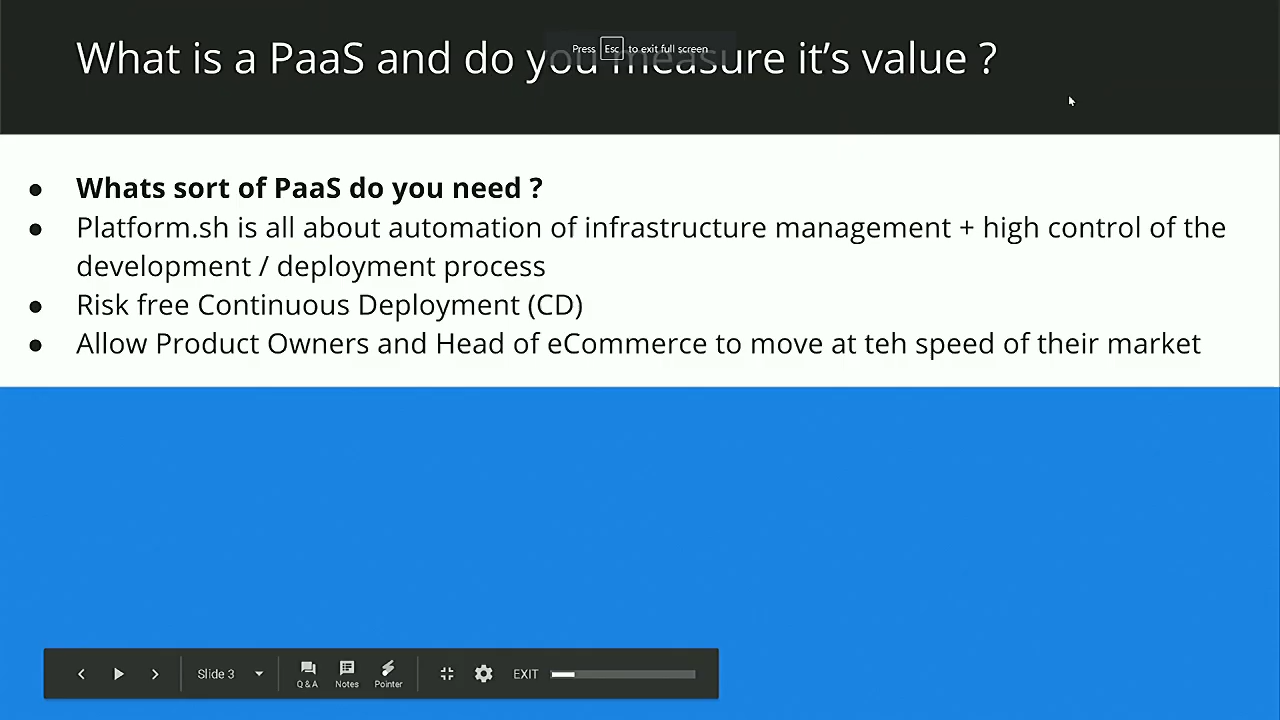 What is a PaaS and do you measure it’s value ?
Press Esc to exit full screen
● Whats sort of PaaS do you need ?
● Platform.sh is all about automation of infrastructure management + high control of the
development / deployment process
● Risk free Continuous Deployment (CD)
● Allow Product Owners and Head of eCommerce to move at teh speed of their market
Slide 3
Q & A
Notes
Pointer
EXIT